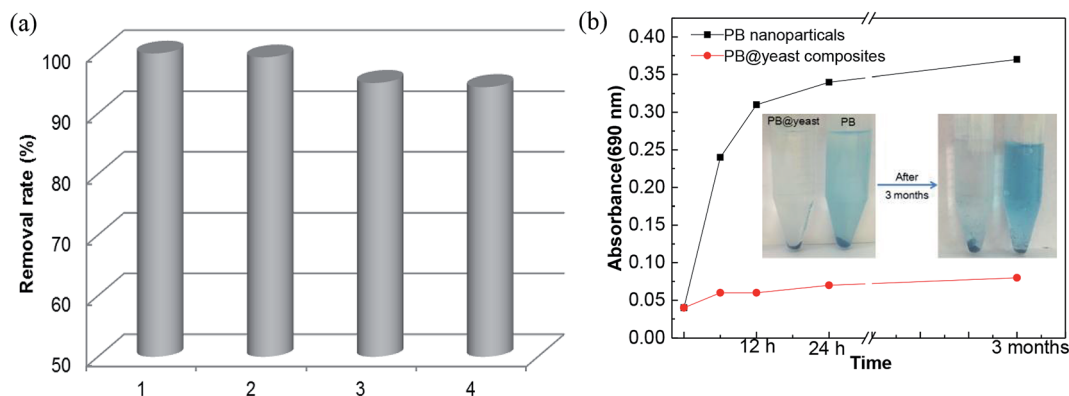 (a)
100
90
80
70
60
50
Removal rate (%)
1 2 3 4
(b)
0.40
0.35
0.30
0.25
0.20
0.15
0.10
0.05
0.00
Absorbance(690 nm)
PB nanoparticals
PB@yeast composites
PB@yeast PB
After
3 months
12 h 24 h 3 months
Time